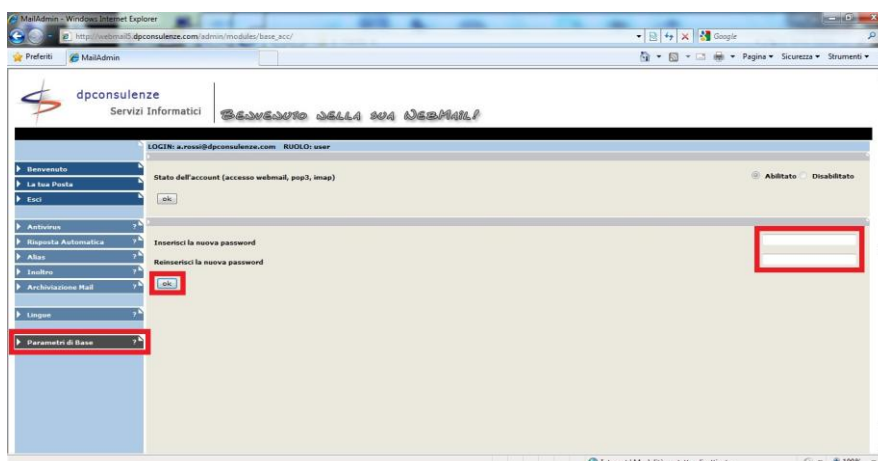 MailAdmin - Windows Internet Explorer
http://webmail5.dpconsulenze.com/admin/modules/base_acc/
Google
Preferiti
MailAdmin
Pagina
Sicurezza
Strumenti
dpconsulenze
Servizi Informatici
Benvenuto nella sua WebMail!
LOGIN: a.rossi@dpconsulenze.com RUOLO: user
Benvenuto
La tua Posta
Esci
Stato dell'account (accesso webmail, pop3, imap)
Abilitato
Disabilitato
ok
Antivirus ?
Risposta Automatica ?
Alias ?
Inoltro ?
Archiviazione Mail ?
Inserisci la nuova password
Reinserisci la nuova password
ok
Lingue ?
Parametri di Base ?
100%